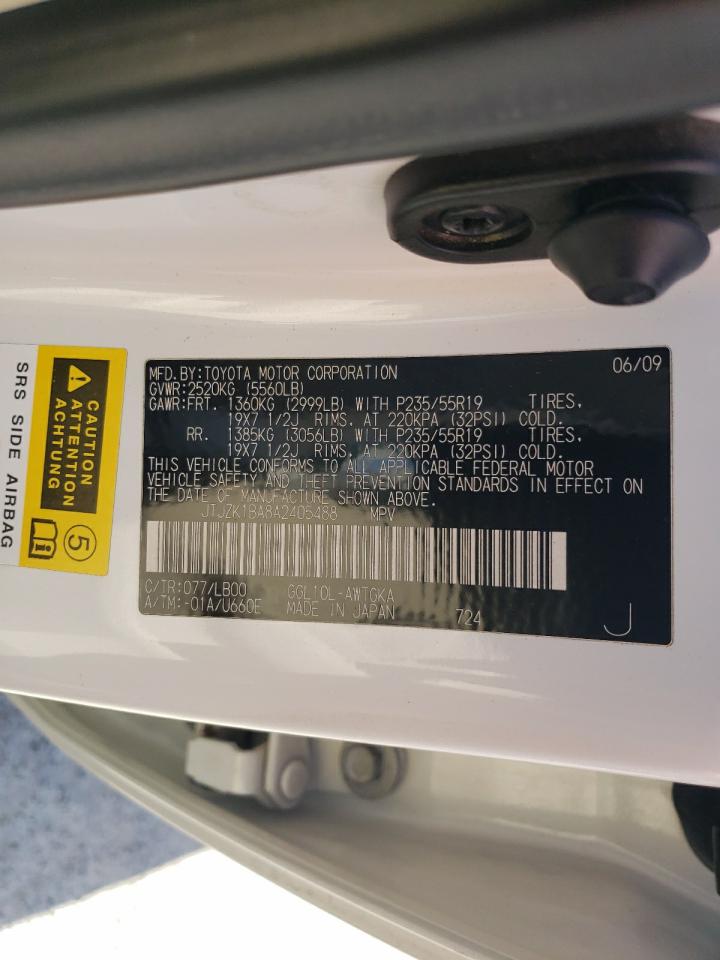 MFD.BY:TOYOTA MOTOR CORPORATION 06/09
GVWR:2520KG (5560LB)
GAWR:FRT. 1360KG (2999LB) WITH P235/55R19 TIRES,
19X7 1/2J RIMS. AT 220KPA (32PSI) COLD.
RR. 1385KG (3056LB) WITH P235/55R19 TIRES,
19X7 1/2J RIMS. AT 220KPA (32PSI) COLD.
THIS VEHICLE CONFORMS TO ALL APPLICABLE FEDERAL MOTOR
VEHICLE SAFETY AND THEFT PREVENTION STANDARDS IN EFFECT ON
THE DATE OF MANUFACTURE SHOWN ABOVE.
JTJZK1BA8A2405488 MPV
C/TR:077/LB00 GGL10L-AWTGKA
A/TM:-01A/U660E MADE IN JAPAN 724
J
CAUTION
ATTENTION
ACHTUNG
5
SRS SIDE AIRBAG